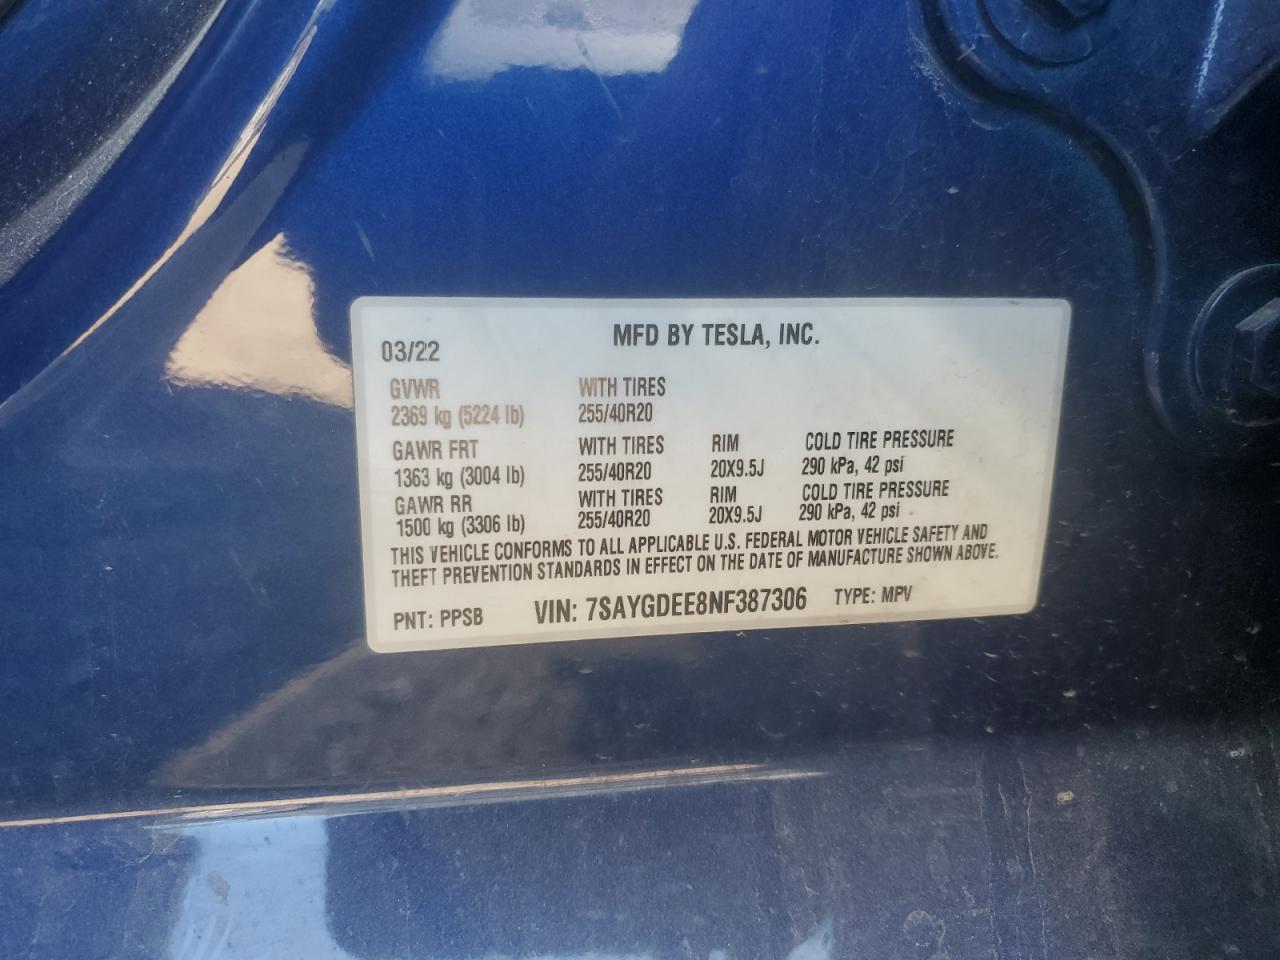 MFD BY TESLA, INC.
03/22
GVWR WITH TIRES
2369 kg (5224 lb) 255/40R20
GAWR FRT WITH TIRES RIM COLD TIRE PRESSURE
1363 kg (3004 lb) 255/40R20 20X9.5J 290 kPa, 42 psi
GAWR RR WITH TIRES RIM COLD TIRE PRESSURE
1500 kg (3306 lb) 255/40R20 20X9.5J 290 kPa, 42 psi
THIS VEHICLE CONFORMS TO ALL APPLICABLE U.S. FEDERAL MOTOR VEHICLE SAFETY AND
THEFT PREVENTION STANDARDS IN EFFECT ON THE DATE OF MANUFACTURE SHOWN ABOVE.
PNT: PPSB VIN: 7SAYGDEE8NF387306 TYPE: MPV